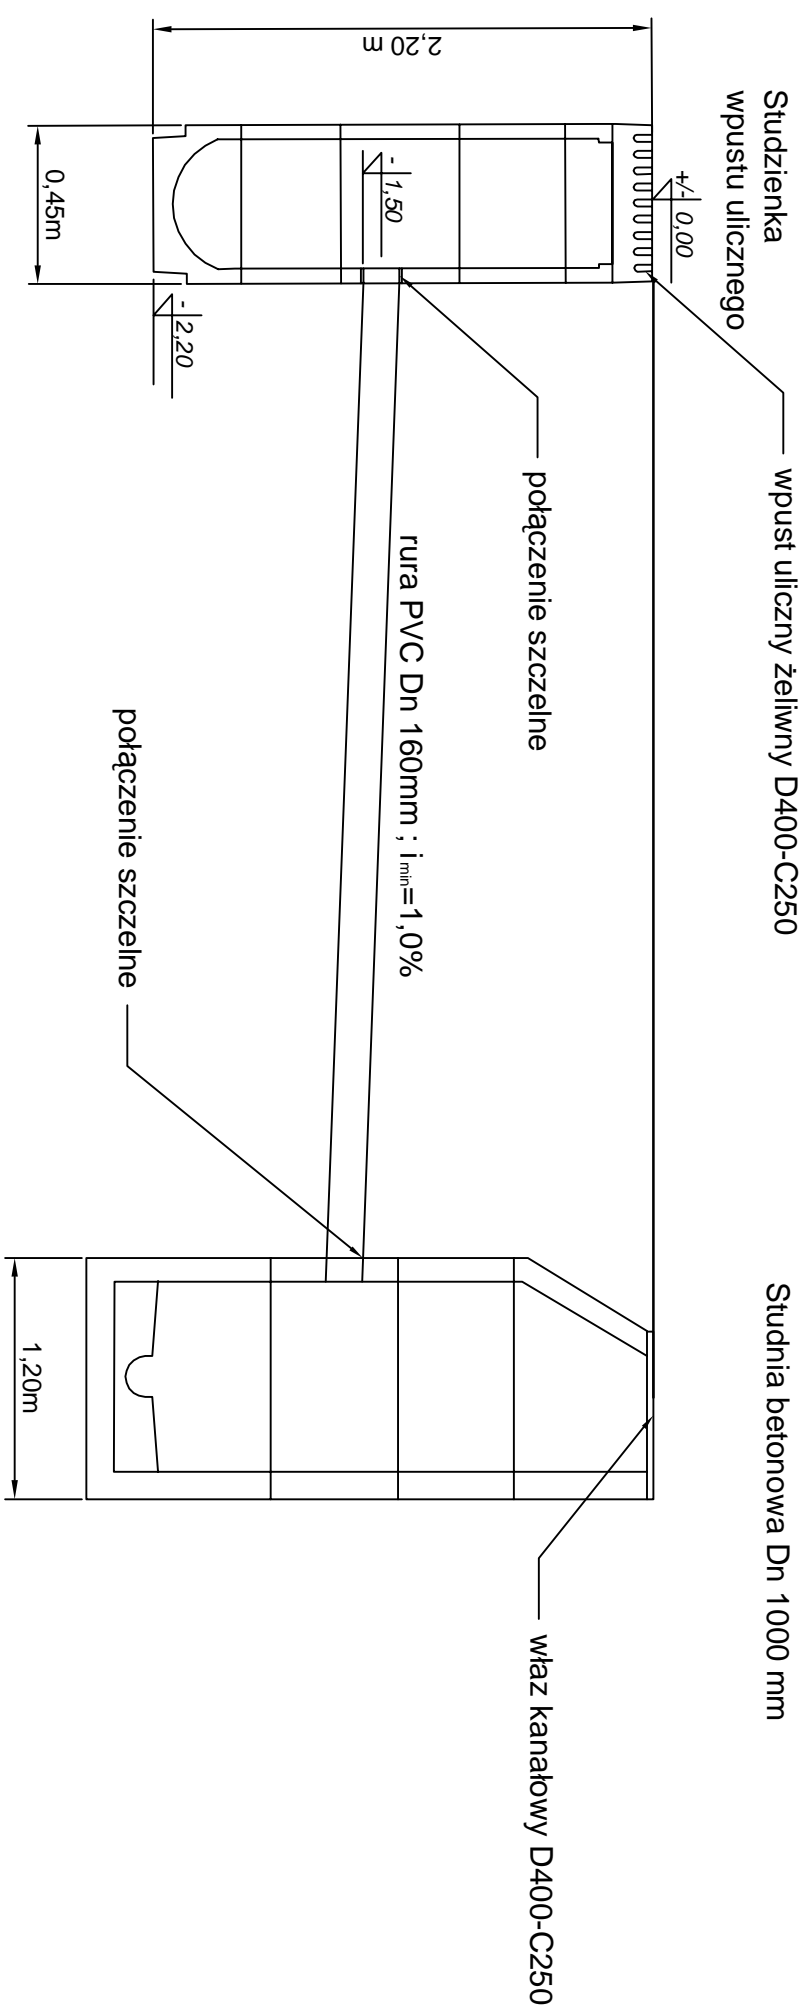 Studzienka
wpustu ulicznego
wpust uliczny żeliwny D400-C250
Studnia betonowa Dn 1000 mm
+/- 0,00
2,20 m
- 1,50
połączenie szczelne
właz kanałowy D400-C250
rura PVC Dn 160mm ; imin=1,0%
- 2,20
połączenie szczelne
0,45m
1,20m